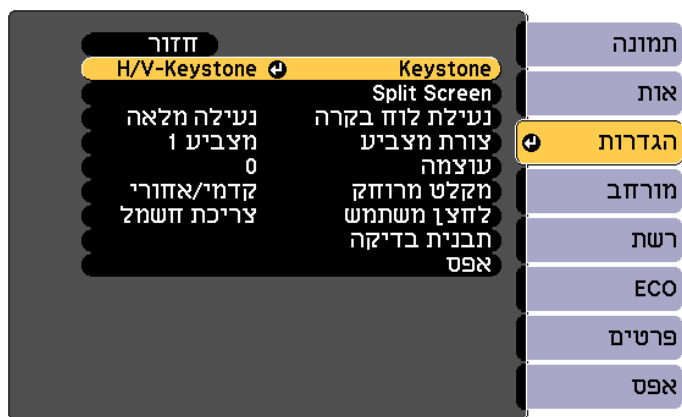 חזור
Keystone H/V-Keystone
Split Screen
נעילת לוח בקרה נעילה מלאה
צורת מצביע מצביע 1
עוצמה 0
מקלט מרוחק קדמי/אחורי
לחצן משתמש צריכת חשמל
תבנית בדיקה
אפס
תמונה
אות
הגדרות
מורחב
רשת
ECO
פרטים
אפס